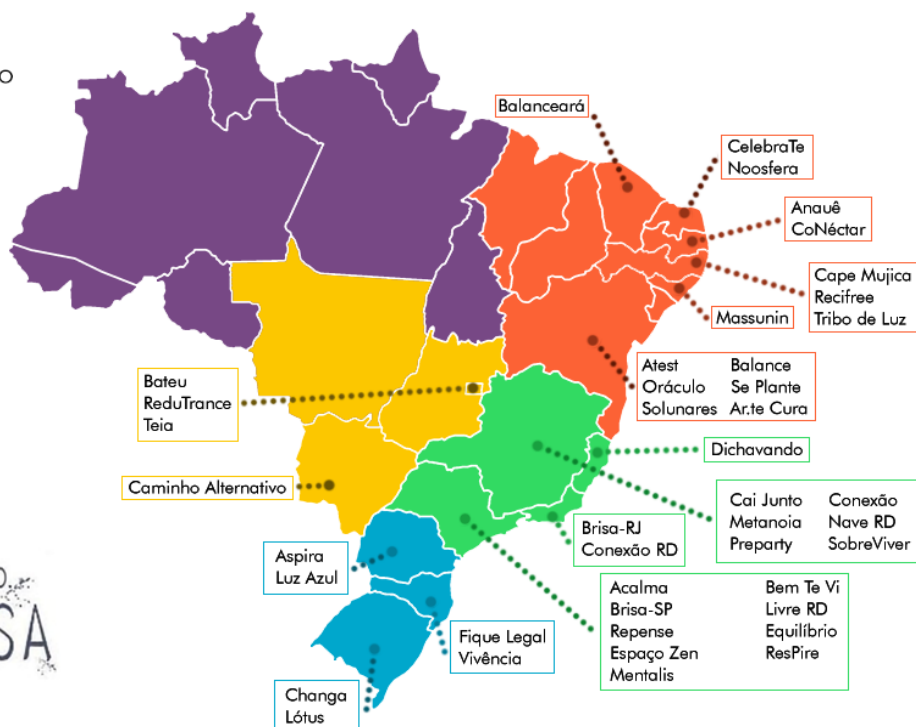 o
Balanceará
CelebraTe
Noosfera
Anauê
CoNéctar
Cape Mujica
Recifree
Tribo de Luz
Massunin
Atest Balance
Oráculo Se Plante
Solunares Ar.te Cura
Bateu
ReduTrance
Teia
Dichavando
Caminho Alternativo
Cai Junto Conexão
Metanoia Nave RD
Preparty SobreViver
Brisa-RJ
Conexão RD
Aspira
Luz Azul
Acalma Bem Te Vi
Brisa-SP Livre RD
Repense Equilíbrio
Espaço Zen ResPire
Mentalis
Fique Legal
Vivência
Changa
Lótus
SA